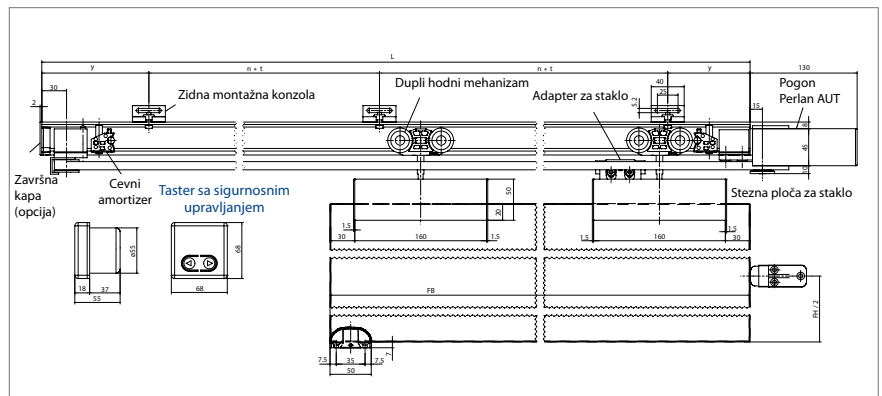 L
y
n * t
n * t
y
130
30
2
Zidna montažna konzola
Dupli hodni mehanizam
Adapter za staklo
40
25
5,2
15
Pogon
Perlan AUT
8
45
10
Završna
kapa
(opcija)
Cevni
amortizer
Taster sa sigurnosnim
upravljanjem
Stezna ploča za staklo
50
20
1.5
30
160
1.5
1.5
160
1.5
30
ø55
68
18
37
55
68
FB
FH / 2
7
7.5
35
7,5
50